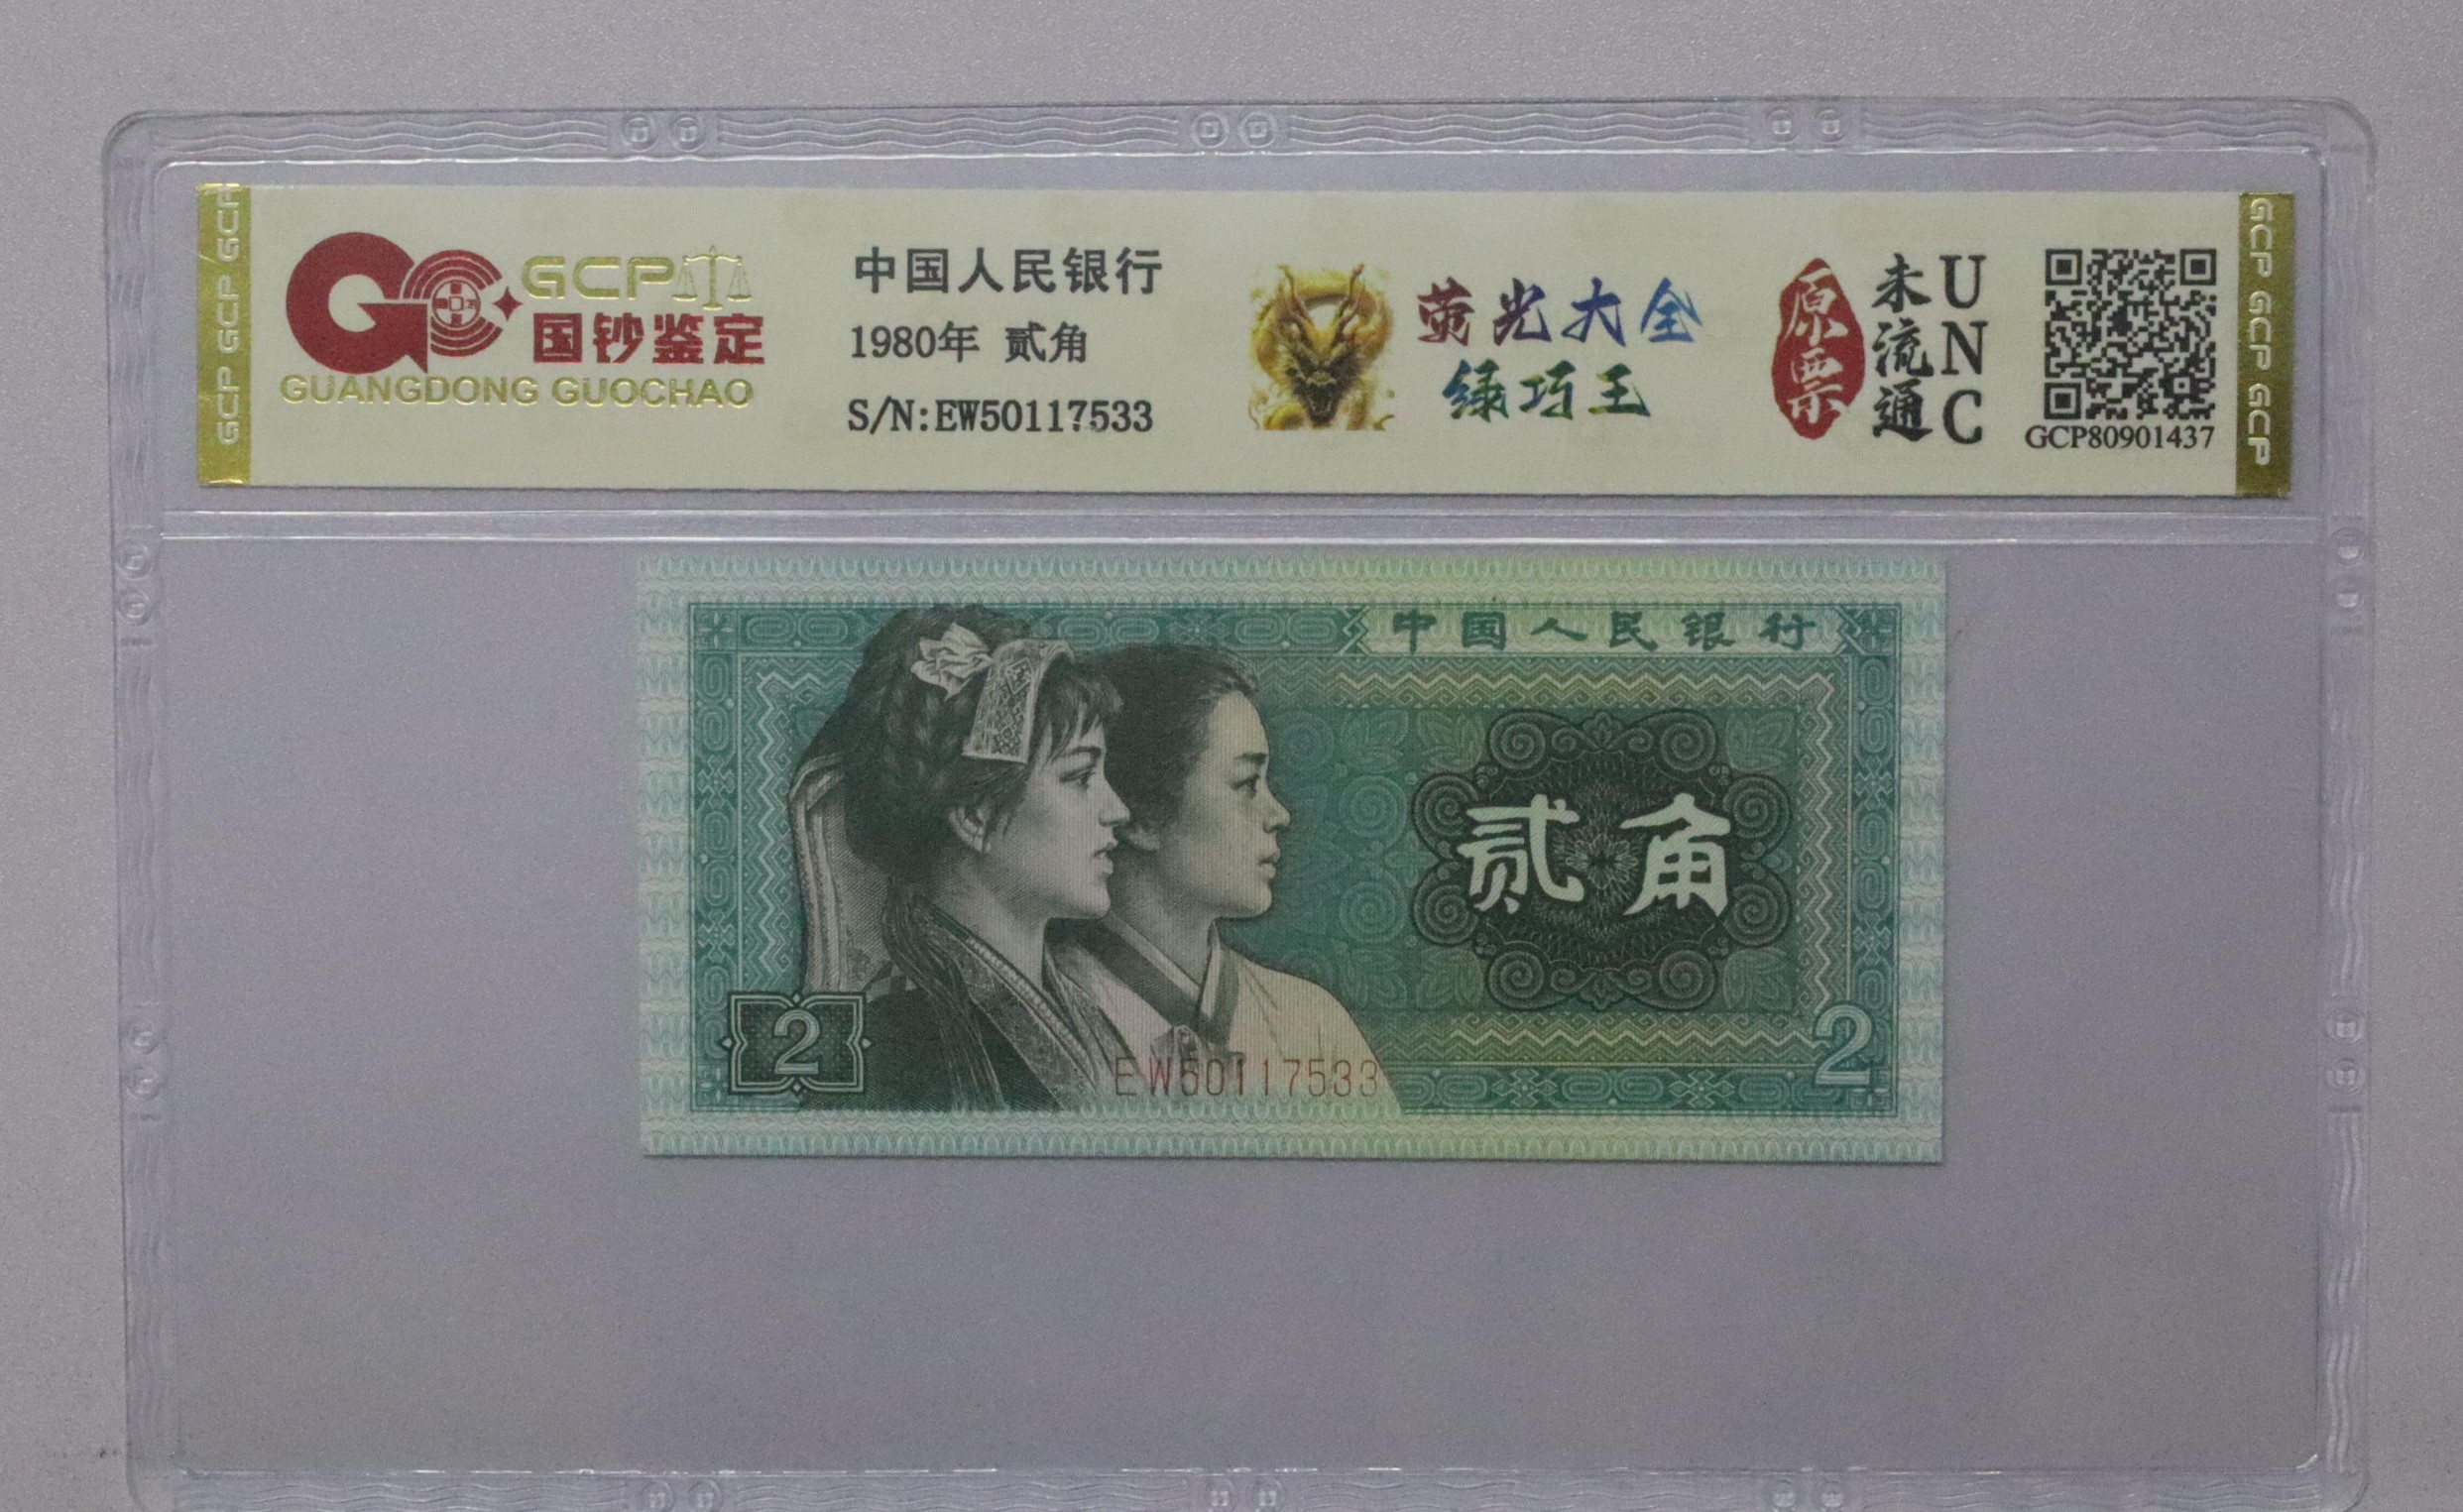 GCP GCP GCP
GCP
国钞鉴定
GUANGDONG GUOCHAO
中国人民银行
1980年 贰角
S/N:EW50117533
荧光大全
绿巧王
原票
未流通
UNC
GCP80901437
GCP GCP GCP GCP
中国人民银行
贰角
2
EW50117533
2